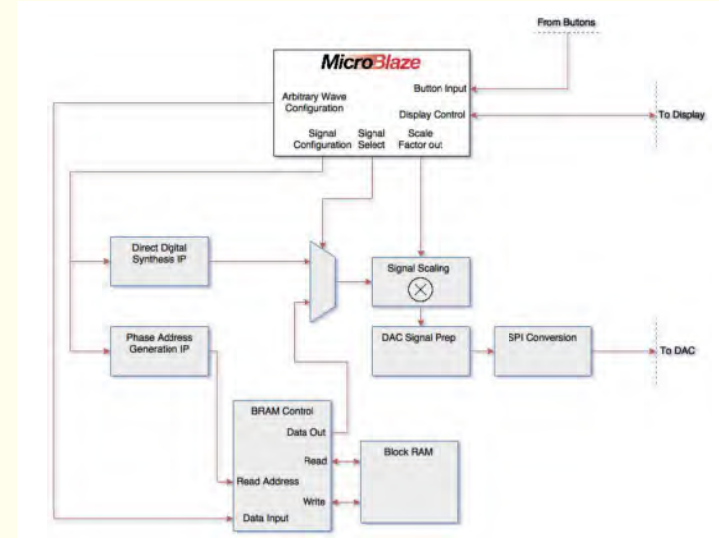 From Butons
MicroBlaze
Button Input
Arbitrary Wave
Configuration
Display Control
To Display
Signal
Configuration
Signal
Select
Scale
Factor out
Direct Digital
Synthesis IP
Signal Scaling
Phase Address
Generation IP
DAC Signal Prep
SPI Conversion
To DAC
BRAM Control
Data Out
Block RAM
Read
Read Address
Write
Data Input